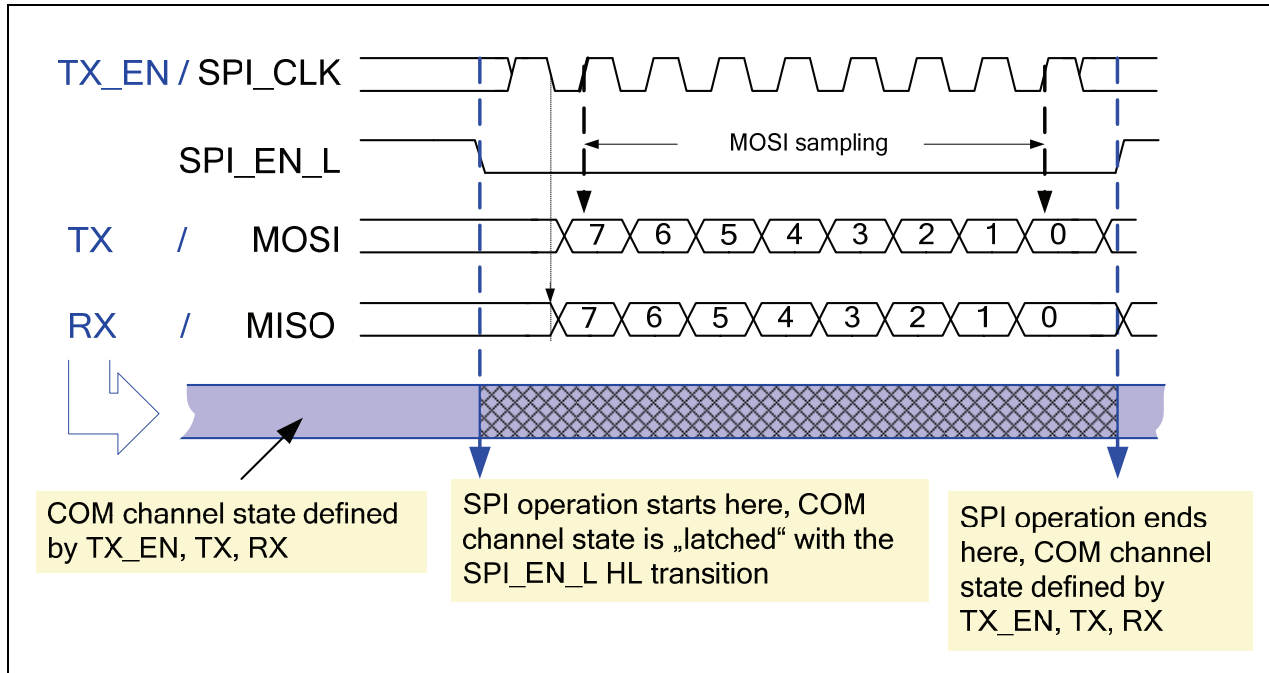 TX_EN / SPI_CLK
SPI_EN_L
MOSI sampling
TX / MOSI
7 6 5 4 3 2 1 0
RX / MISO
7 6 5 4 3 2 1 0
COM channel state defined
by TX_EN, TX, RX
SPI operation starts here, COM
channel state is „latched“ with the
SPI_EN_L HL transition
SPI operation ends
here, COM channel
state defined by
TX_EN, TX, RX